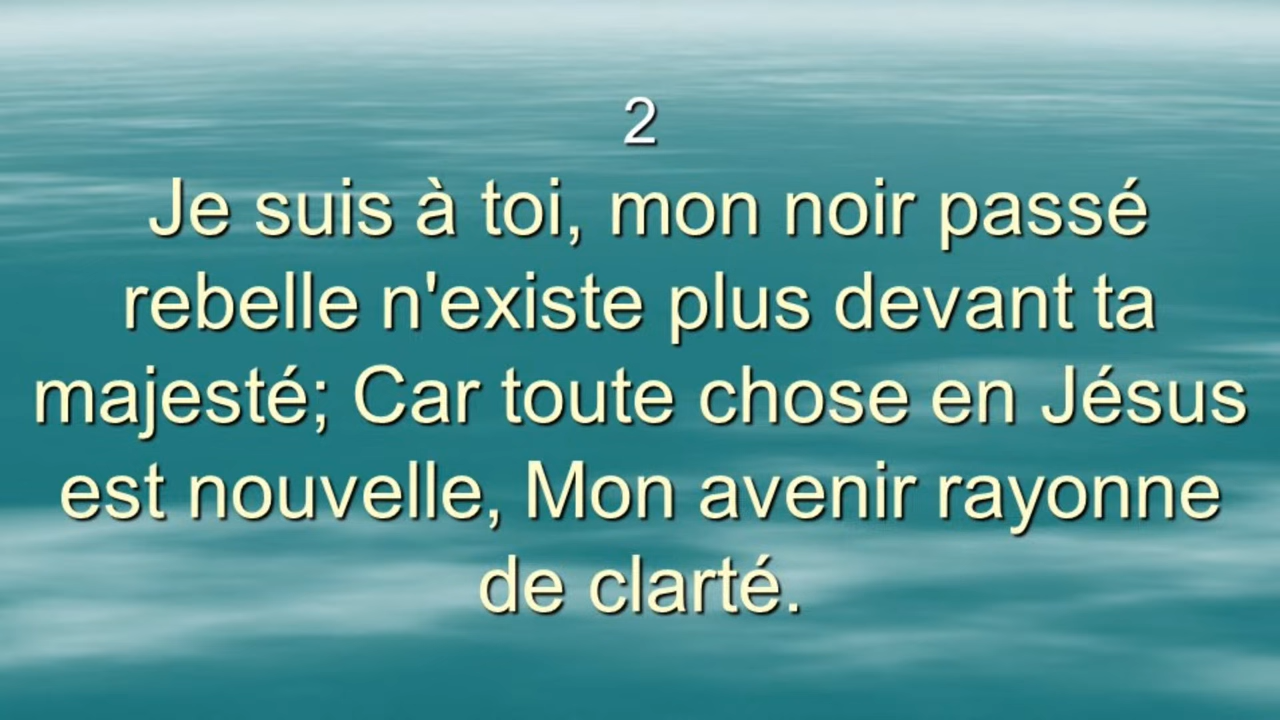 2
Je suis à toi, mon noir passé
rebelle n'existe plus devant ta
majesté; Car toute chose en Jésus
est nouvelle, Mon avenir rayonne
de clarté.